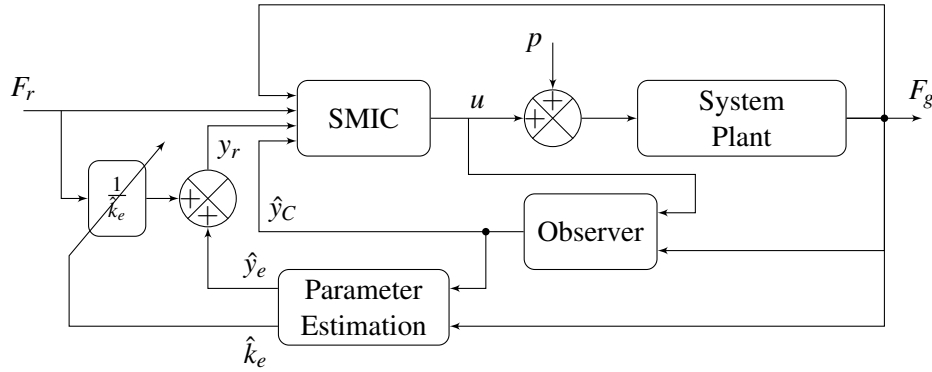 p
F_r
SMIC
u
+
+
System
Plant
F_g
y_r
1/k̂_e
+
+
ŷ_C
Observer
ŷ_e
Parameter
Estimation
k̂_e